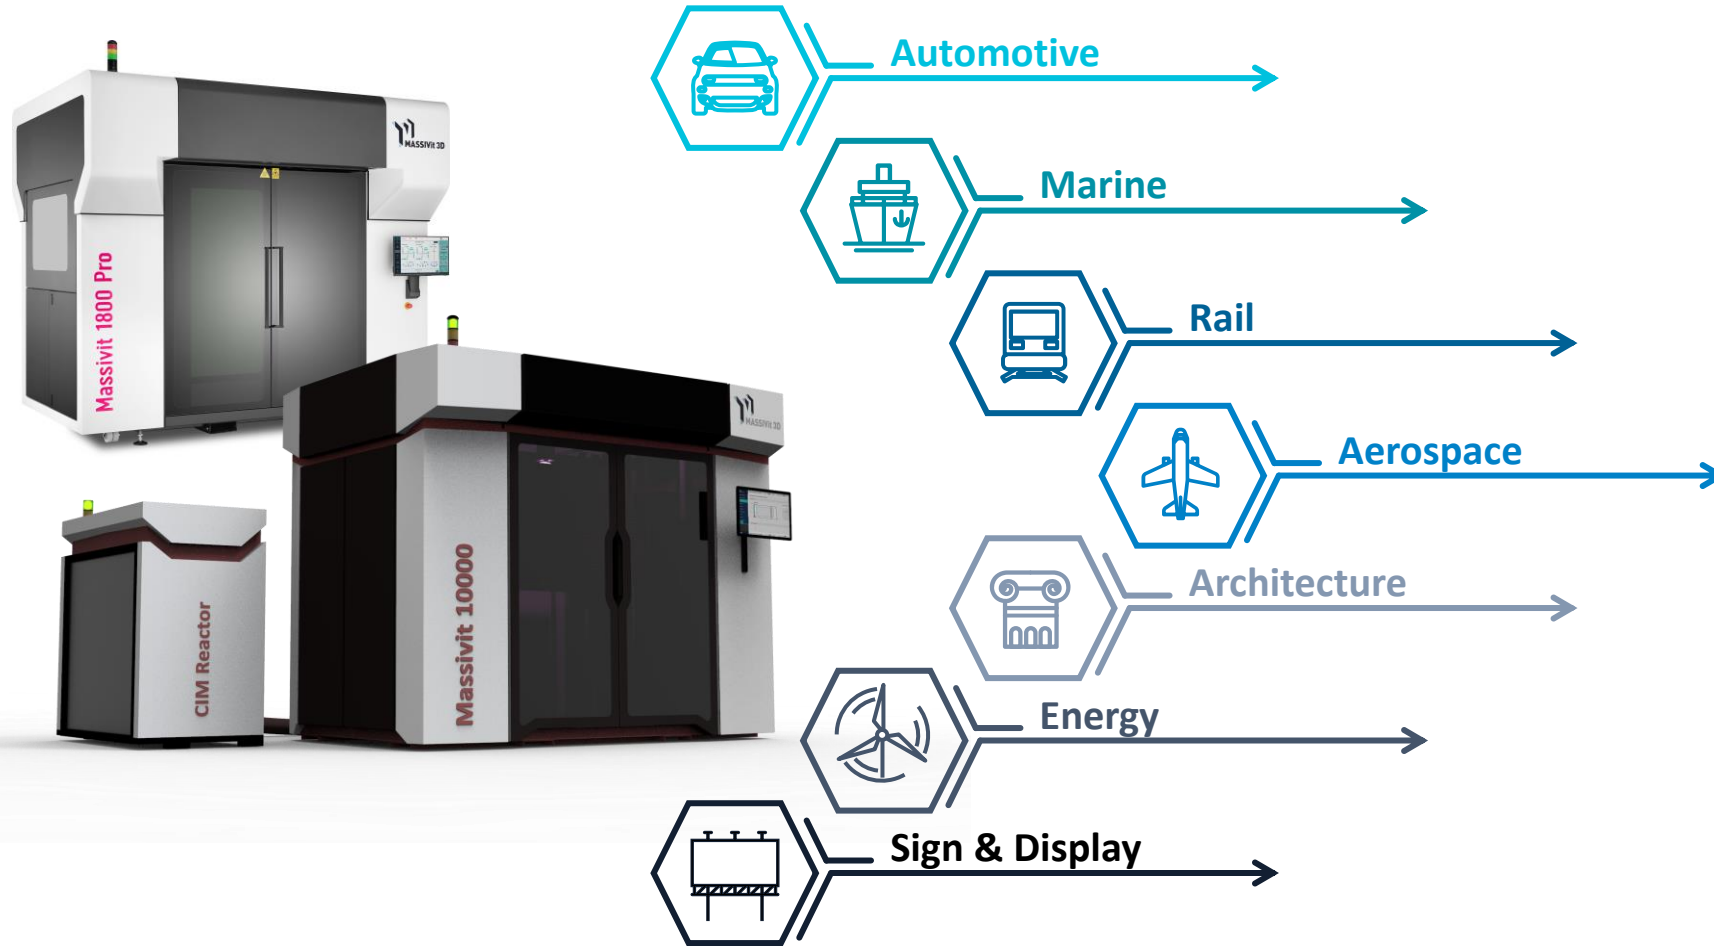 MASSIVit 3D
Massivit 1800 Pro
MASSIVit 3D
Massivit 10000
CIM Reactor
Automotive
Marine
Rail
Aerospace
Architecture
Energy
Sign & Display